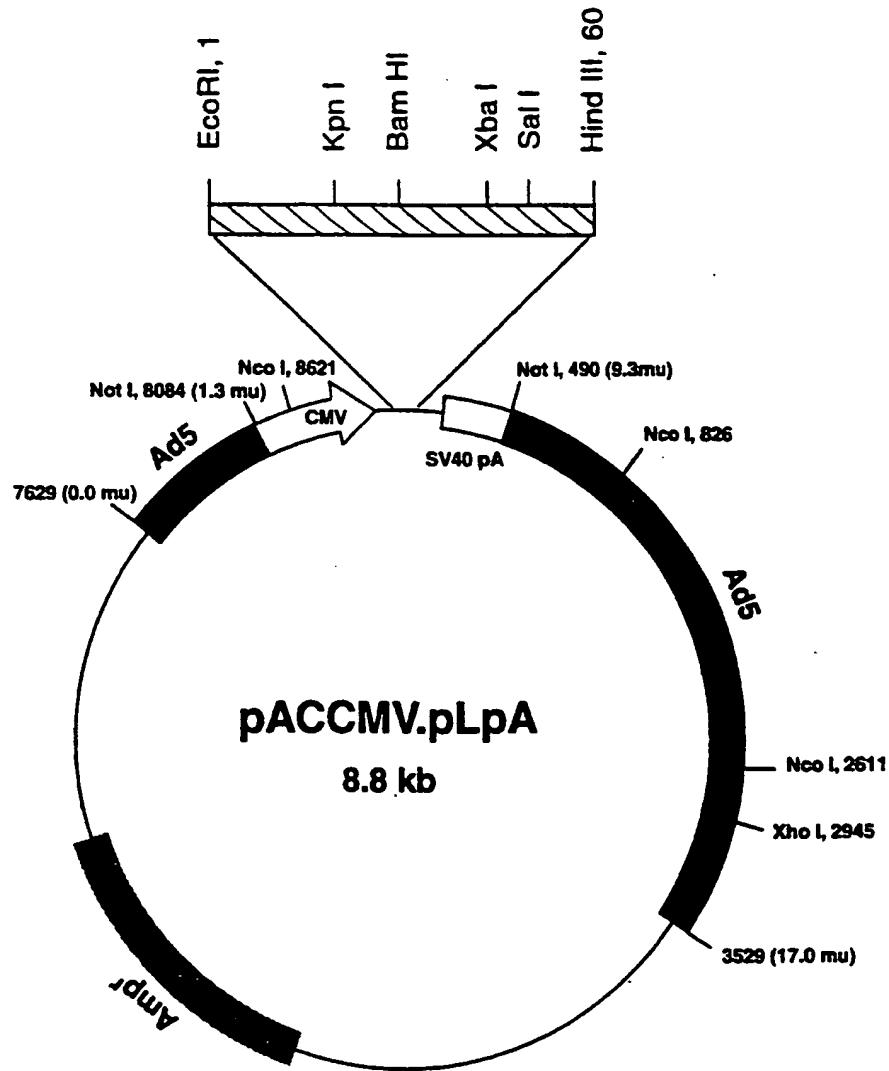 EcoRI, 1
Kpn I
Bam HI
Xba I
Sal I
Hind III, 60
Nco I, 8621
Not I, 490 (9.3mu)
Not I, 8084 (1.3 mu)
CMV
Nco I, 826
Ad5
SV40 pA
7629 (0.0 mu)
Ad5
pACCMV.pLpA
8.8 kb
Nco I, 2611
Xho I, 2945
3529 (17.0 mu)
Ampʳ